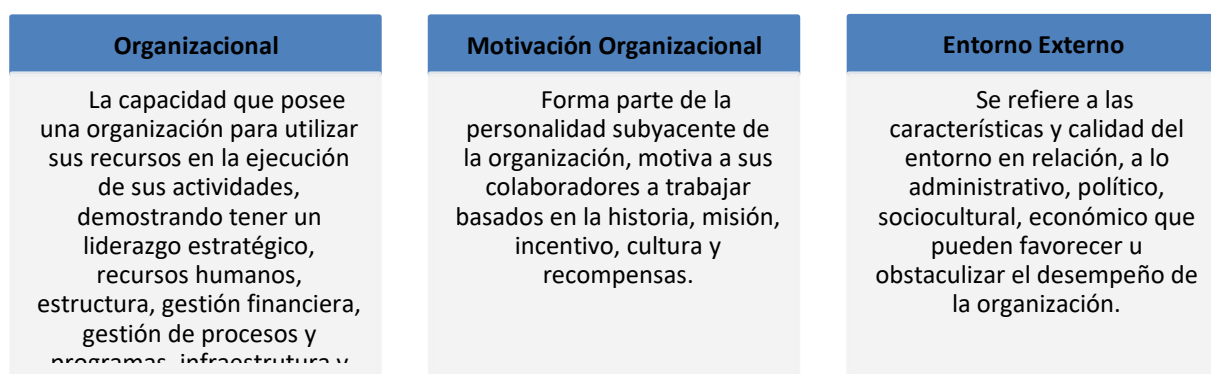 Organizacional
La capacidad que posee
una organización para utilizar
sus recursos en la ejecución
de sus actividades,
demostrando tener un
liderazgo estratégico,
recursos humanos,
estructura, gestión financiera,
gestión de procesos y
programas, infraestrutura y
Motivación Organizacional
Forma parte de la
personalidad subyacente de
la organización, motiva a sus
colaboradores a trabajar
basados en la historia, misión,
incentivo, cultura y
recompensas.
Entorno Externo
Se refiere a las
características y calidad del
entorno en relación, a lo
administrativo, político,
sociocultural, económico que
pueden favorecer u
obstaculizar el desempeño de
la organización.